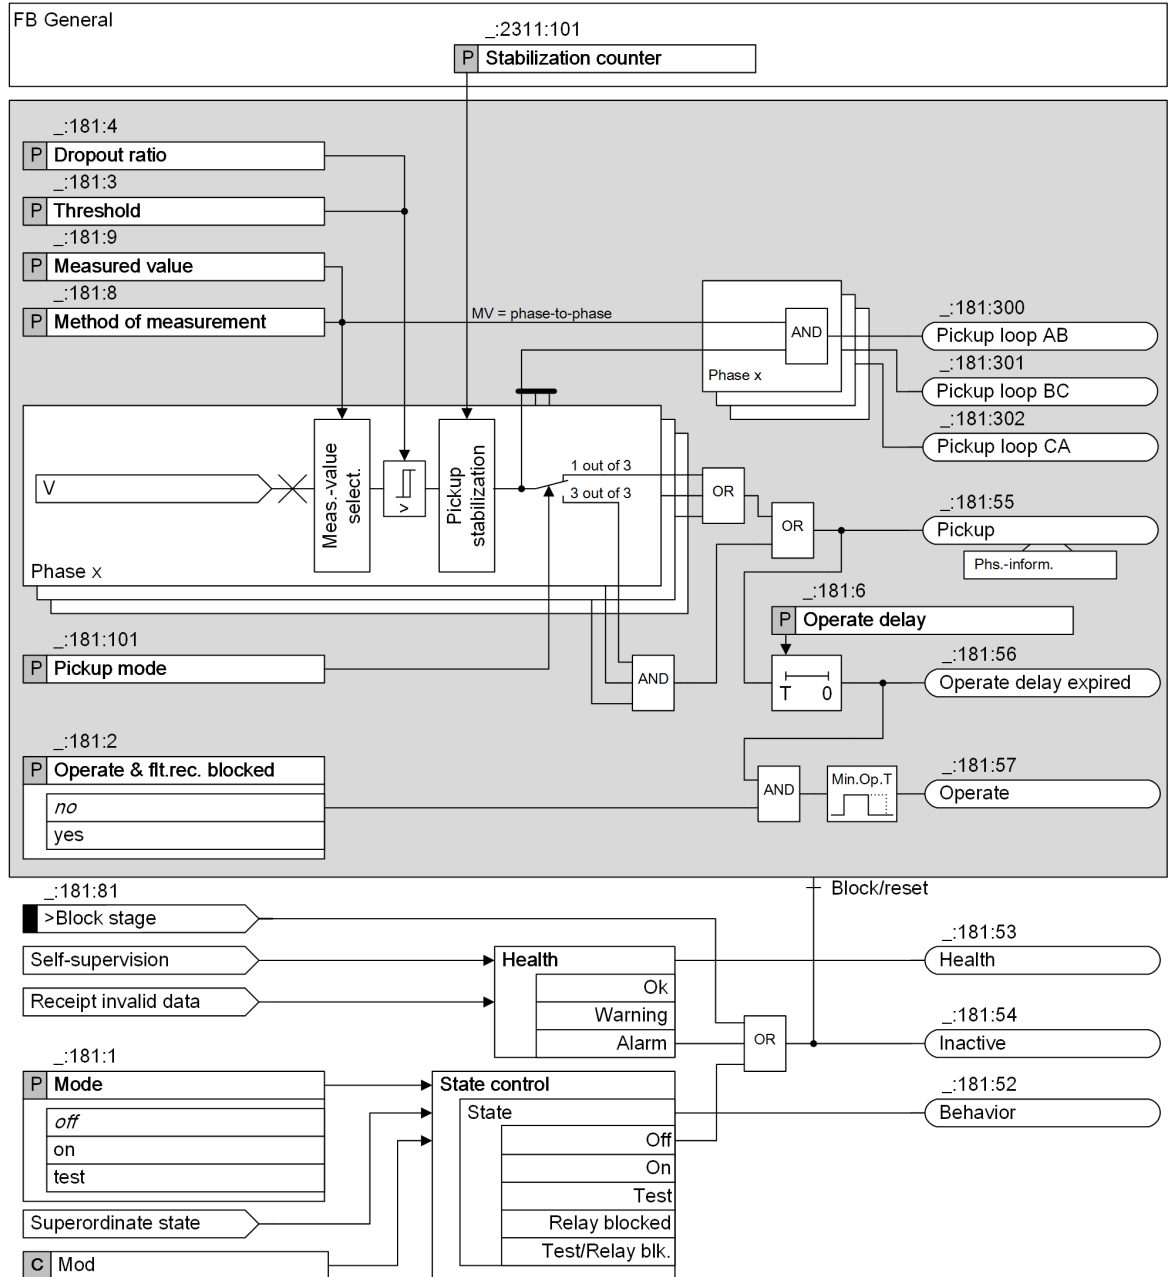 FB General
_:2311:101
P Stabilization counter
_:181:4
P Dropout ratio
_:181:3
P Threshold
_:181:9
P Measured value
_:181:8
P Method of measurement
MV = phase-to-phase
AND
Phase x
_:181:300
Pickup loop AB
_:181:301
Pickup loop BC
_:181:302
Pickup loop CA
V
Meas.-value
select.
v
Pickup
stabilization
1 out of 3
3 out of 3
Phase x
OR
OR
_:181:55
Pickup
Phs.-inform.
_:181:6
P Operate delay
_:181:101
P Pickup mode
AND
T 0
_:181:56
Operate delay expired
_:181:2
P Operate & flt.rec. blocked
no
yes
AND
Min.Op.T
_:181:57
Operate
Block/reset
_:181:81
>Block stage
Self-supervision
Receipt invalid data
Health
Ok
Warning
Alarm
OR
_:181:53
Health
_:181:54
Inactive
_:181:1
P Mode
off
on
test
Superordinate state
C Mod
State control
State
Off
On
Test
Relay blocked
Test/Relay blk.
_:181:52
Behavior